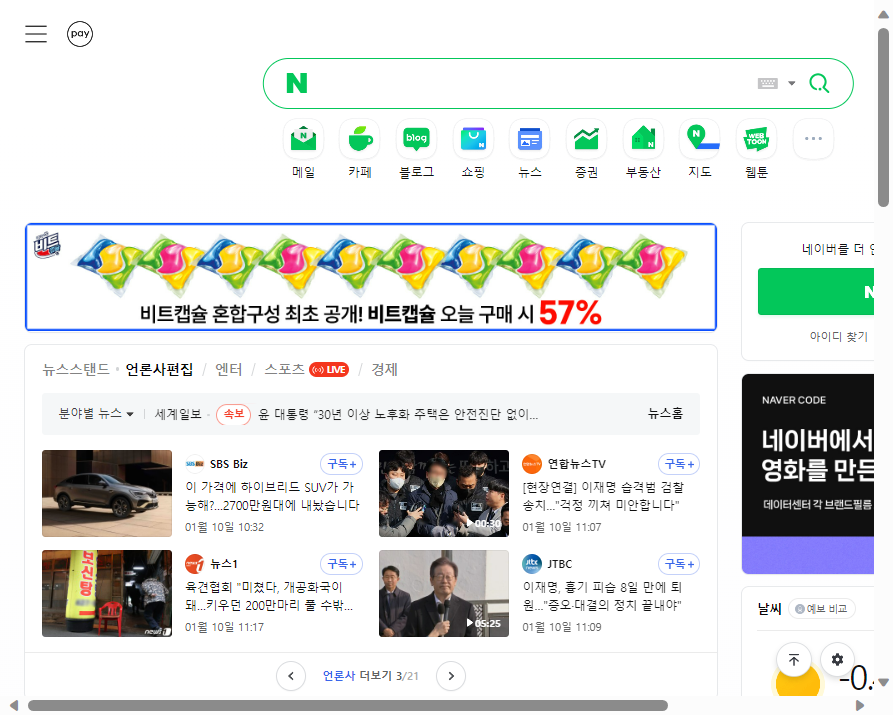 pay
N
메일
카페
blog
블로그
쇼핑
뉴스
증권
부동산
지도
WEB TOON
웹툰
비트
비트캡슐 혼합구성 최초 공개! 비트캡슐 오늘 구매 시 57%
네이버를 더 안
N
아이디 찾기
뉴스스탠드 · 언론사편집 / 엔터 / 스포츠 LIVE / 경제
분야별 뉴스 세계일보 · 속보 윤 대통령 “30년 이상 노후화 주택은 안전진단 없이... 뉴스홈
NAVER CODE
네이버에서
영화를 만든
데이터센터 각 브랜드필름
SBS Biz 구독+
이 가격에 하이브리드 SUV가 가
능해?...2700만원대에 내놨습니다
01월 10일 10:32
00:30
연합뉴스TV 구독+
[현장연결] 이재명 습격범 검찰
송치..."걱정 끼쳐 미안합니다"
01월 10일 11:07
보신탕
news1
뉴스1 구독+
육견협회 "미쳤다, 개공화국이
돼...키우던 200만마리 풀 수밖...
01월 10일 11:17
05:25
JTBC 구독+
이재명, 흉기 피습 8일 만에 퇴
원..."증오·대결의 정치 끝내야"
01월 10일 11:09
날씨 예보 비교
-0.
언론사 더보기 3/21